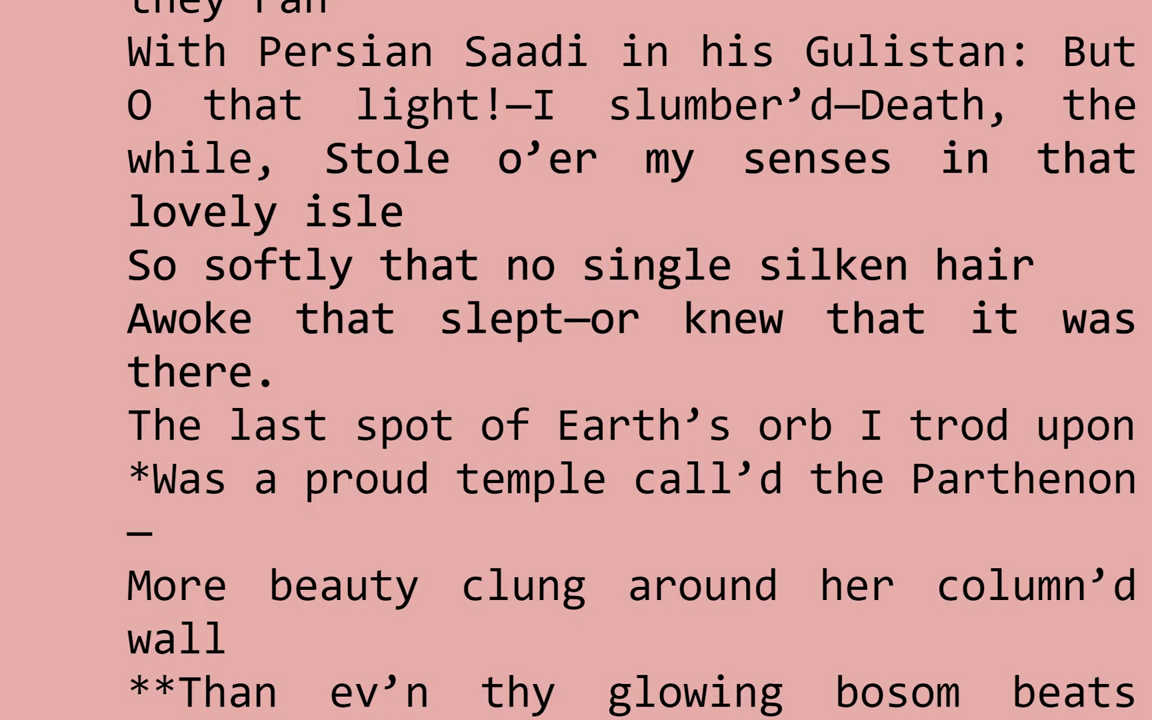 they ran
With Persian Saadi in his Gulistan: But
O that light!—I slumber’d—Death, the
while, Stole o’er my senses in that
lovely isle
So softly that no single silken hair
Awoke that slept—or knew that it was
there.
The last spot of Earth’s orb I trod upon
*Was a proud temple call’d the Parthenon
—
More beauty clung around her column’d
wall
**Than ev’n thy glowing bosom beats